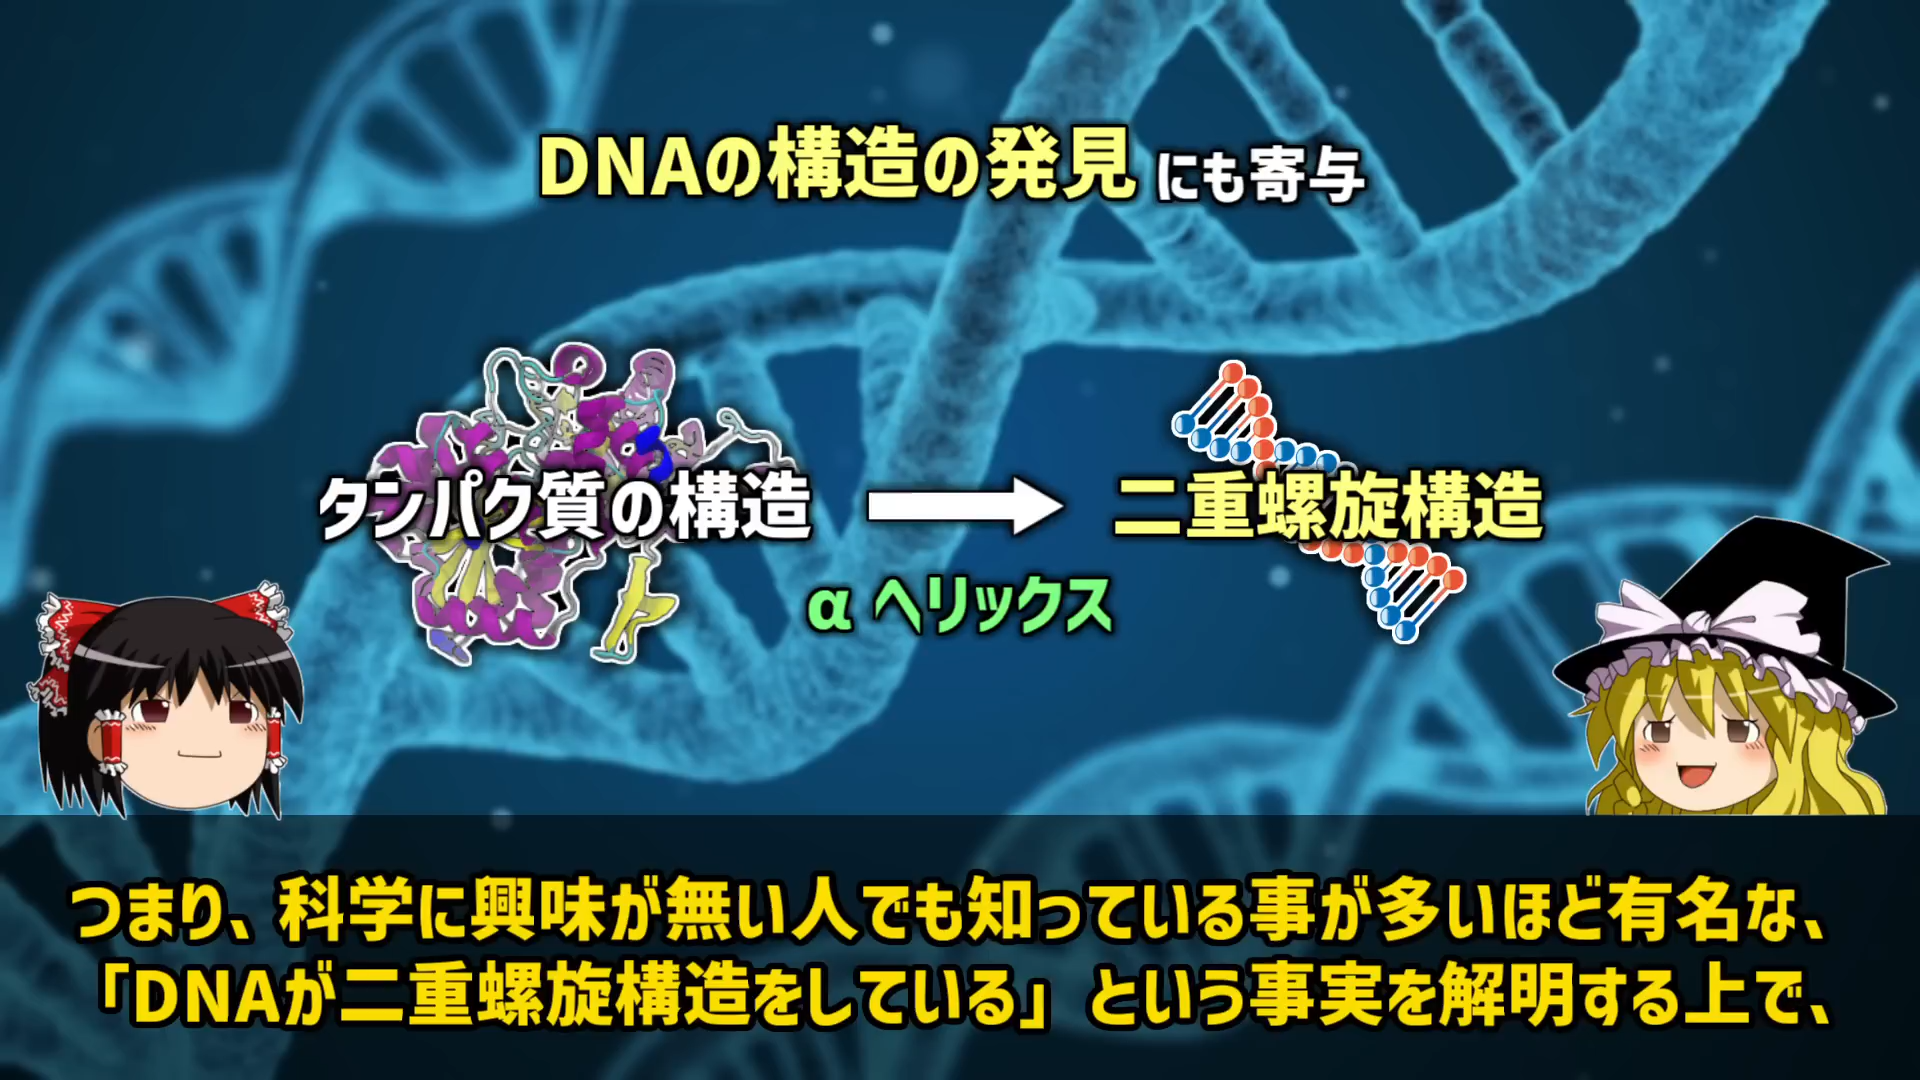 DNAの構造の発見にも寄与
タンパク質の構造
二重螺旋構造
α ヘリックス
つまり、科学に興味が無い人でも知っている事が多いほど有名な、
「DNAが二重螺旋構造をしている」という事実を解明する上で、